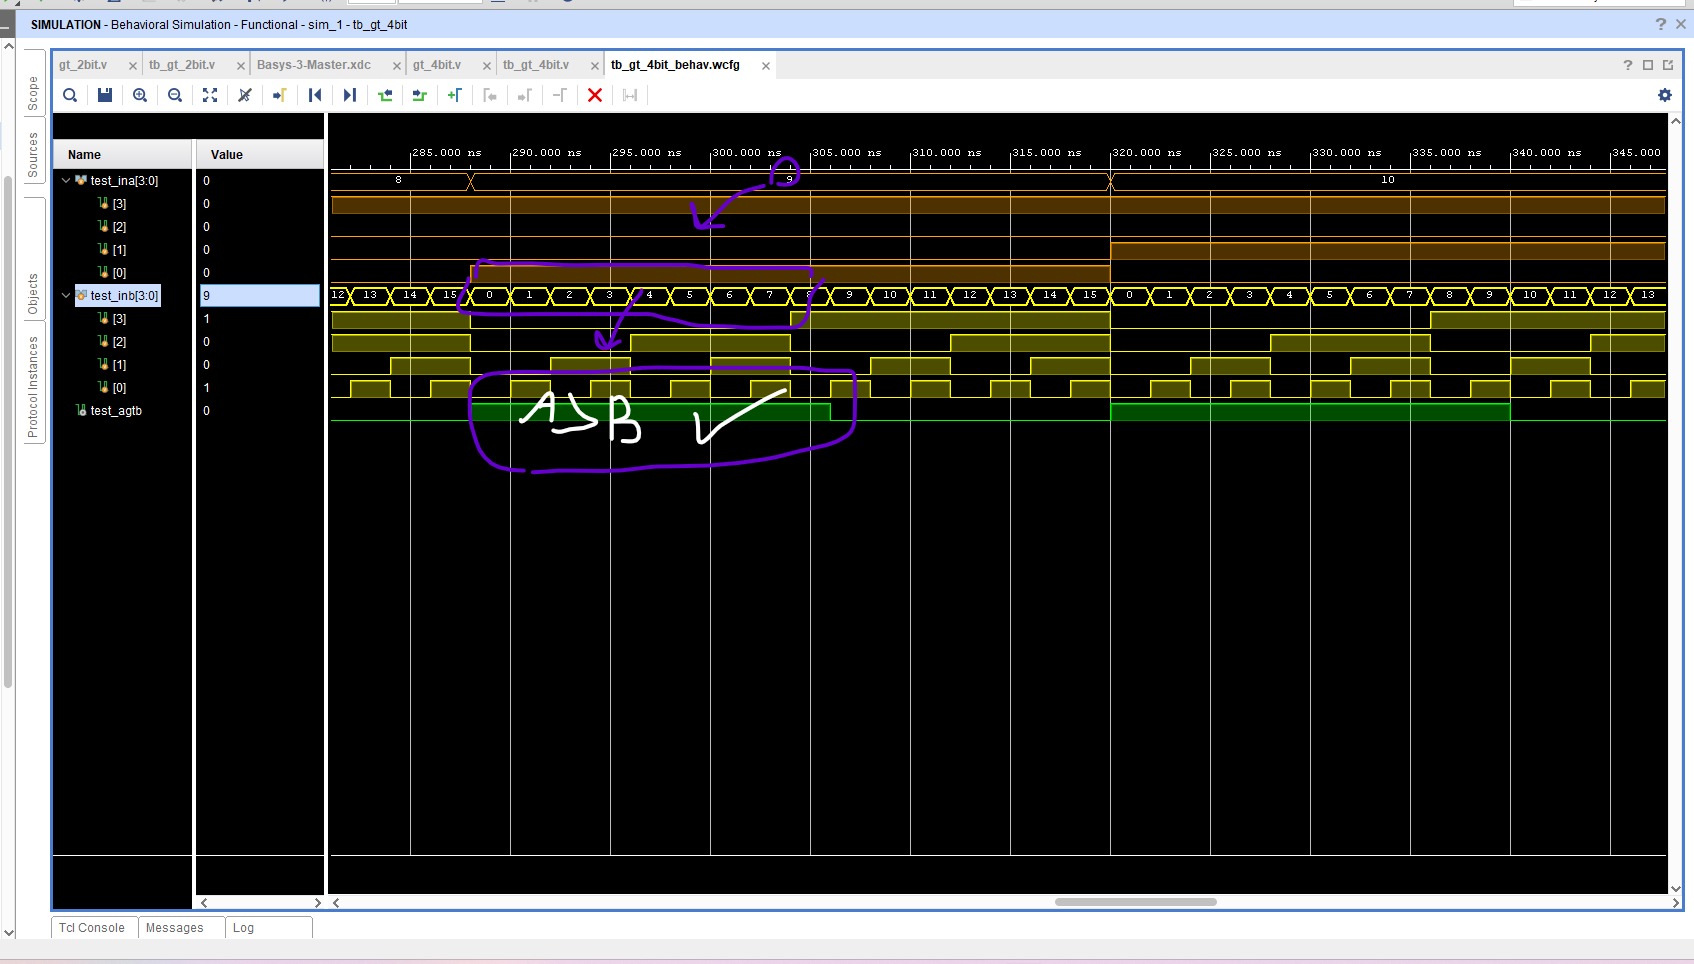 SIMULATION - Behavioral Simulation - Functional - sim_1 - tb_gt_4bit
? ×
Scope
Sources
Objects
Protocol Instances
gt_2bit.v × tb_gt_2bit.v × Basys-3-Master.xdc × gt_4bit.v × tb_gt_4bit.v × tb_gt_4bit_behav.wcfg ×
?
Name Value
285.000 ns 290.000 ns 295.000 ns 300.000 ns 305.000 ns 310.000 ns 315.000 ns 320.000 ns 325.000 ns 330.000 ns 335.000 ns 340.000 ns 345.000
test_ina[3:0] 0 8 9 10
[3] 0
[2] 0
[1] 0
[0] 0
test_inb[3:0] 9 12 13 14 15 0 1 2 3 4 5 6 7 8 9 10 11 12 13 14 15 0 1 2 3 4 5 6 7 8 9 10 11 12 13
[3] 1
[2] 0
[1] 0
[0] 1
test_agtb 0
A>B ✓
Tcl Console Messages Log